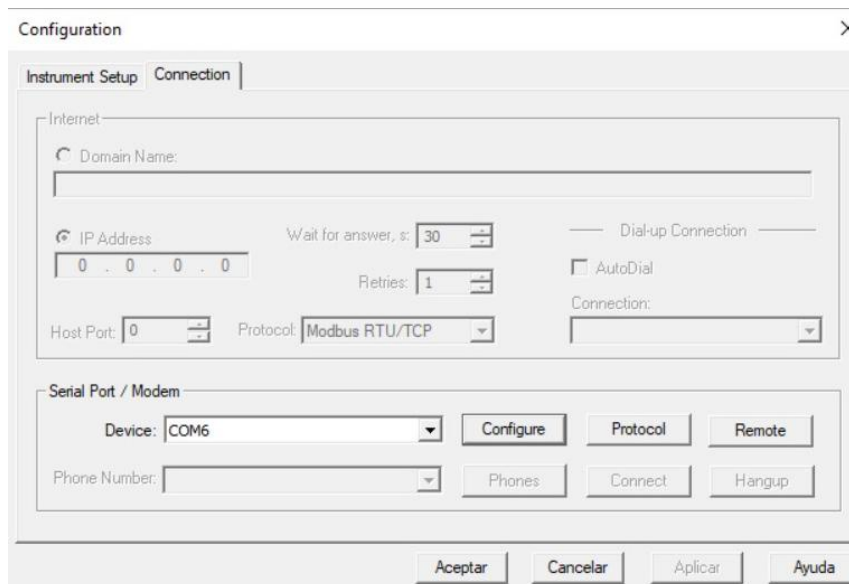 Configuration
Instrument Setup Connection
Internet
Domain Name:
IP Address Wait for answer, s: 30 Dial-up Connection
0 . 0 . 0 . 0 AutoDial
Retries: 1
Connection:
Host Port: 0 Protocol: Modbus RTU/TCP
Serial Port / Modem
Device: COM6 Configure Protocol Remote
Phone Number: Phones Connect Hangup
Aceptar Cancelar Aplicar Ayuda